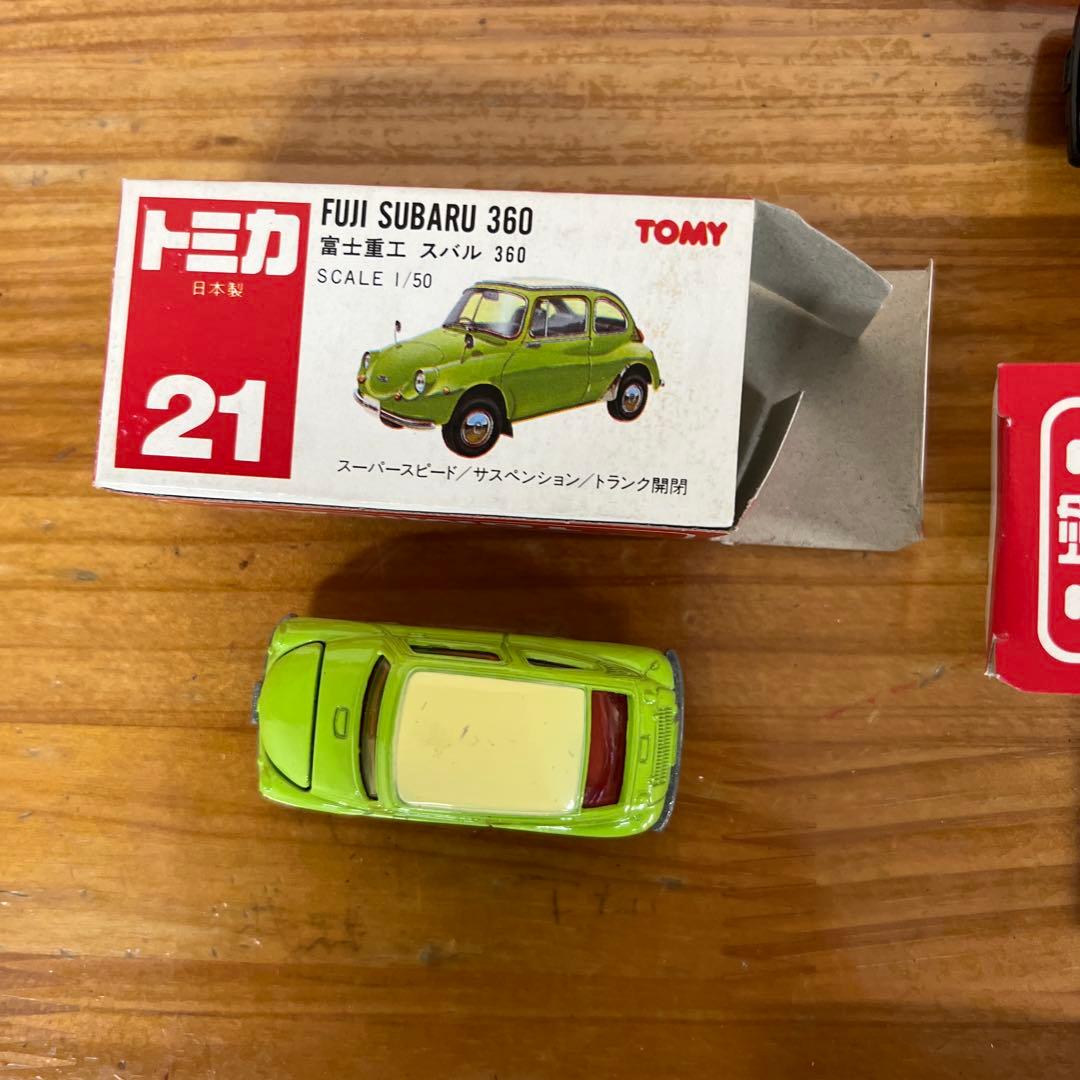 トミカ
日本製
21
FUJI SUBARU 360
富士重工 スバル 360
SCALE 1/50
TOMY
スーパースピード/サスペンション/トランク開閉